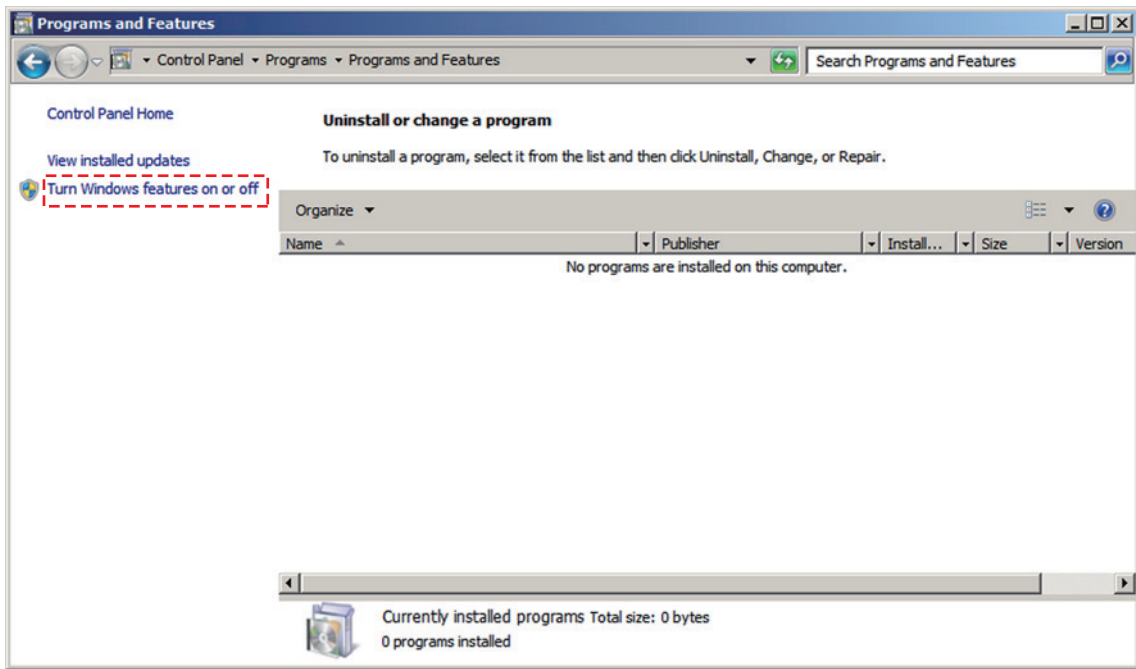 Programs and Features
Control Panel Programs Programs and Features Search Programs and Features
Control Panel Home
View installed updates
Turn Windows features on or off
Uninstall or change a program
To uninstall a program, select it from the list and then click Uninstall, Change, or Repair.
Organize
Name Publisher Install... Size Version
No programs are installed on this computer.
Currently installed programs Total size: 0 bytes
0 programs installed